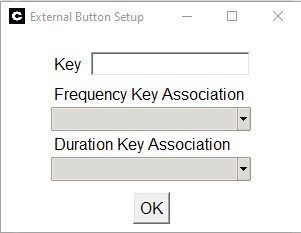 External Button Setup
Key
Frequency Key Association
Duration Key Association
OK